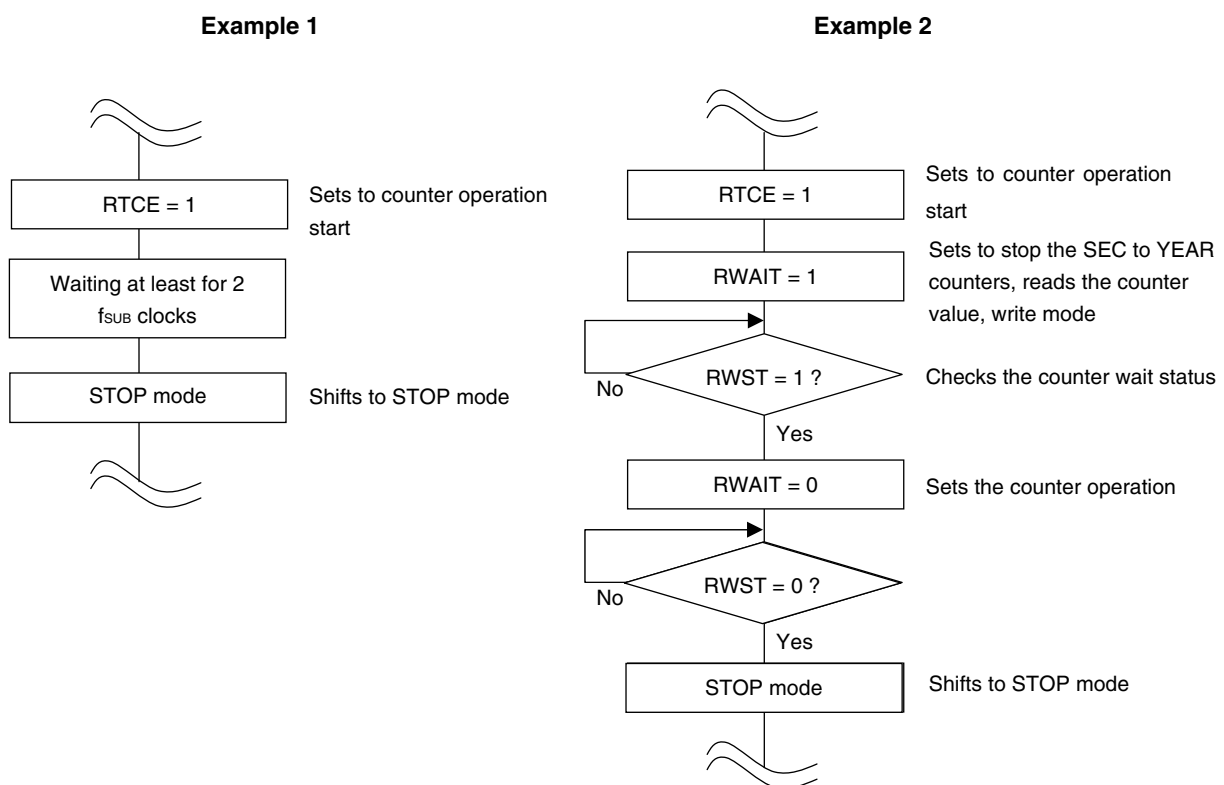 Example 1
RTCE = 1
Sets to counter operation
start
Waiting at least for 2
fSUB clocks
STOP mode
Shifts to STOP mode
Example 2
RTCE = 1
Sets to counter operation
start
RWAIT = 1
Sets to stop the SEC to YEAR
counters, reads the counter
value, write mode
RWST = 1 ?
No
Checks the counter wait status
Yes
RWAIT = 0
Sets the counter operation
RWST = 0 ?
No
Yes
STOP mode
Shifts to STOP mode